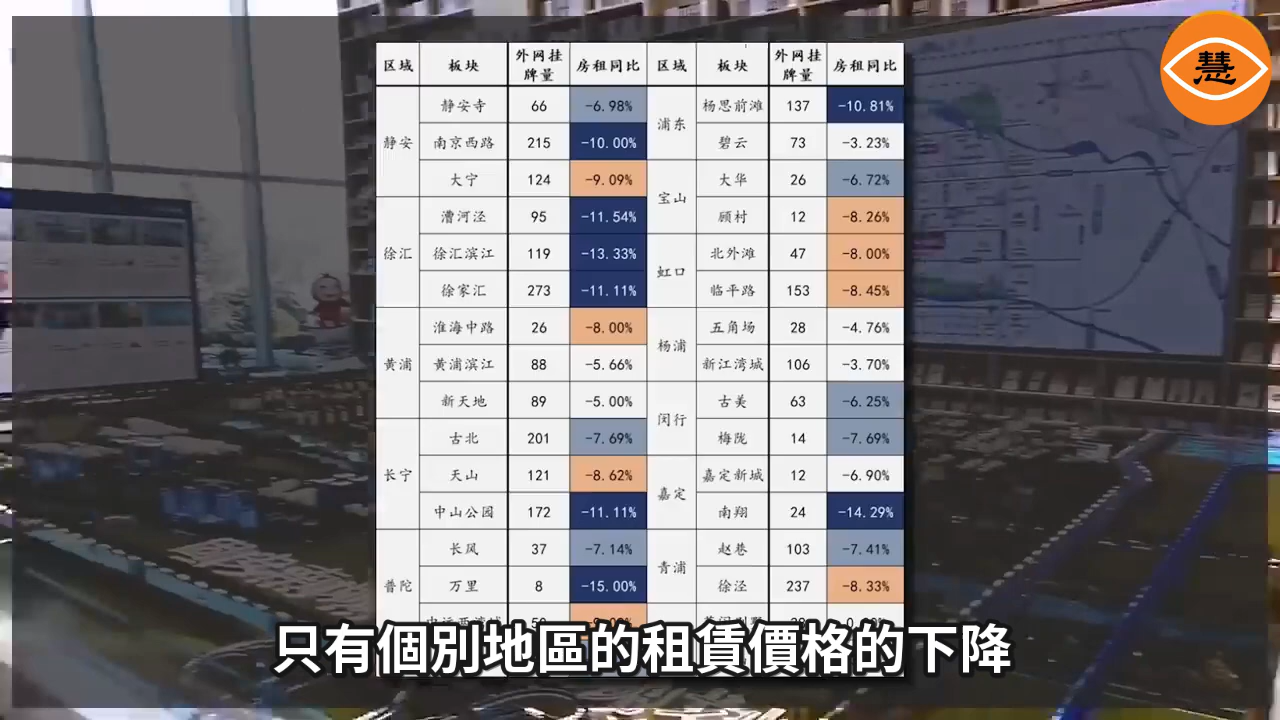 慧
区域 板块 外网挂牌量 房租同比 区域 板块 外网挂牌量 房租同比
静安 静安寺 66 -6.98% 浦东 杨思前滩 137 -10.81%
南京西路 215 -10.00% 碧云 73 -3.23%
大宁 124 -9.09% 宝山 大华 26 -6.72%
徐汇 漕河泾 95 -11.54% 顾村 12 -8.26%
徐汇滨江 119 -13.33% 虹口 北外滩 47 -8.00%
徐家汇 273 -11.11% 临平路 153 -8.45%
黄浦 淮海中路 26 -8.00% 杨浦 五角场 28 -4.76%
黄浦滨江 88 -5.66% 新江湾城 106 -3.70%
新天地 89 -5.00% 闵行 古美 63 -6.25%
长宁 古北 201 -7.69% 梅陇 14 -7.69%
天山 121 -8.62% 嘉定 嘉定新城 12 -6.90%
中山公园 172 -11.11% 南翔 24 -14.29%
普陀 长风 37 -7.14% 青浦 赵巷 103 -7.41%
万里 8 -15.00% 徐泾 237 -8.33%
只有個別地區的租賃價格的下降